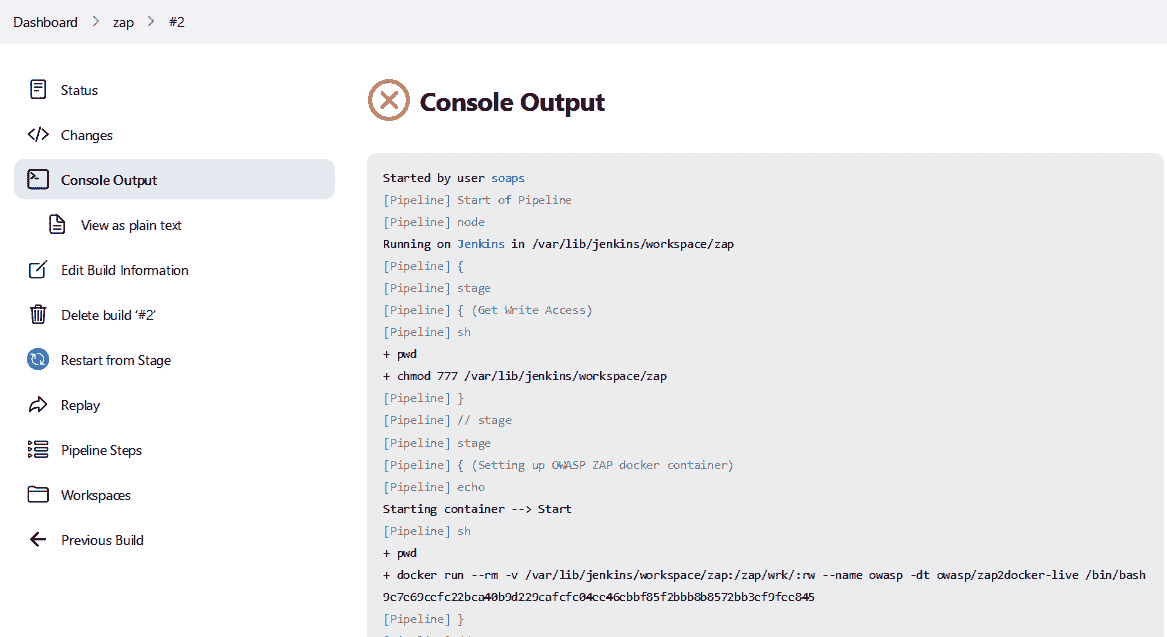 Dashboard > zap > #2
Status
Changes
Console Output
View as plain text
Edit Build Information
Delete build ‘#2’
Restart from Stage
Replay
Pipeline Steps
Workspaces
Previous Build
Console Output
Started by user soaps
[Pipeline] Start of Pipeline
[Pipeline] node
Running on Jenkins in /var/lib/jenkins/workspace/zap
[Pipeline] {
[Pipeline] stage
[Pipeline] { (Get Write Access)
[Pipeline] sh
+ pwd
+ chmod 777 /var/lib/jenkins/workspace/zap
[Pipeline] }
[Pipeline] // stage
[Pipeline] stage
[Pipeline] { (Setting up OWASP ZAP docker container)
[Pipeline] echo
Starting container --> Start
[Pipeline] sh
+ pwd
+ docker run --rm -v /var/lib/jenkins/workspace/zap:/zap/wrk/:rw --name owasp -dt owasp/zap2docker-live /bin/bash
9e7e69cefc22bca40b9d229cafcfc04ee46ebbf85f2bbb8b8572bb3ef9fee845
[Pipeline] }